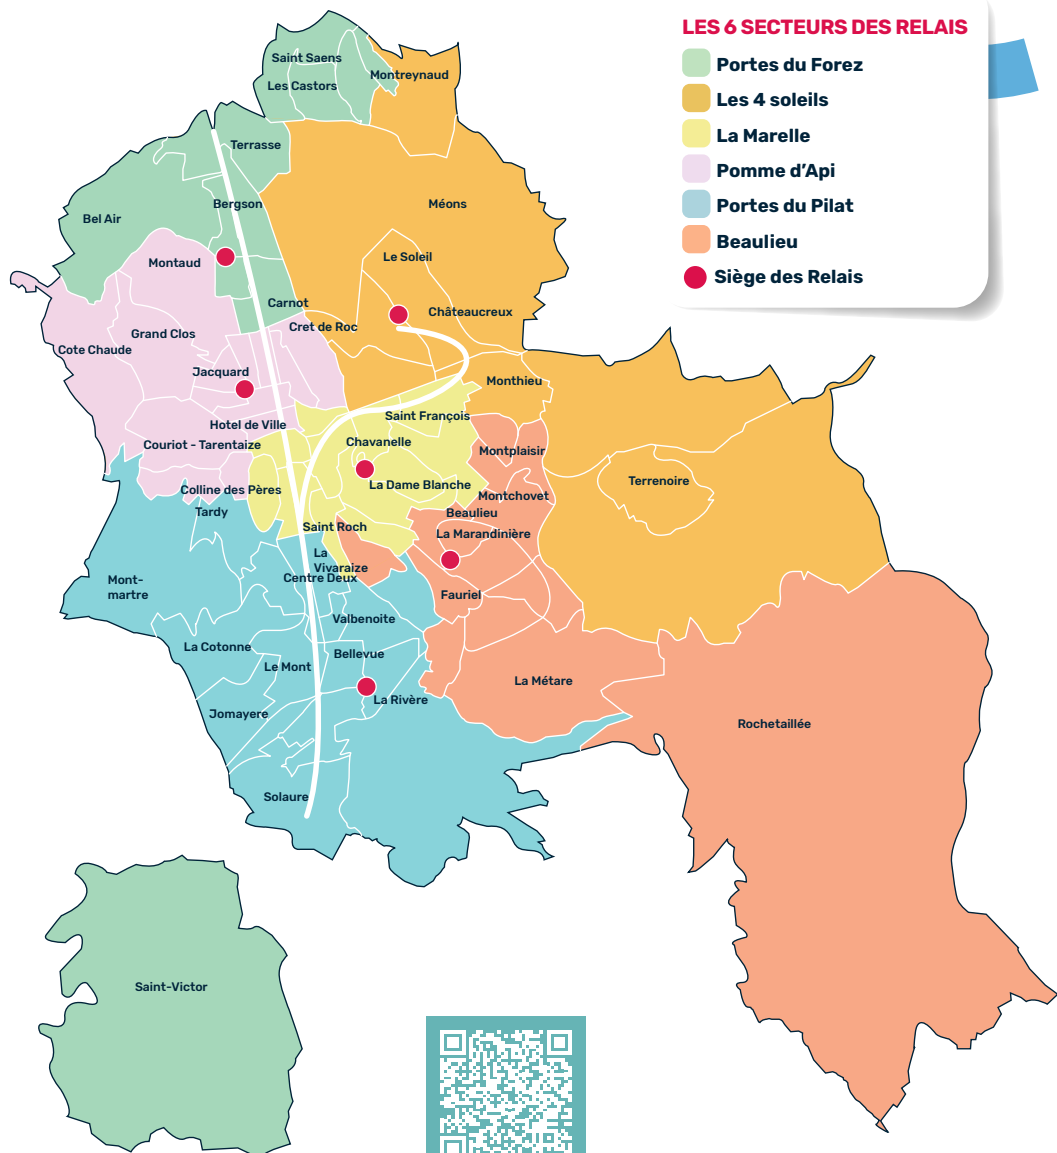 LES 6 SECTEURS DES RELAIS
Portes du Forez
Les 4 soleils
La Marelle
Pomme d'Api
Portes du Pilat
Beaulieu
Siège des Relais
Saint Saens
Les Castors
Montreynaud
Terrasse
Bergson
Bel Air
Méons
Montaud
Le Soleil
Carnot
Châteaucreux
Cret de Roc
Grand Clos
Cote Chaude
Jacquard
Monthieu
Saint François
Hotel de Ville
Couriot - Tarentaize
Chavanelle
Montplaisir
Terrenoire
La Dame Blanche
Colline des Pères
Montchovet
Tardy
Beaulieu
Saint Roch
La Marandinière
La
Vivaraize
Centre Deux
Mont-
martre
Fauriel
Valbenoite
La Cotonne
Bellevue
Le Mont
La Métare
La Rivère
Jomayere
Rochetaillée
Solaure
Saint-Victor